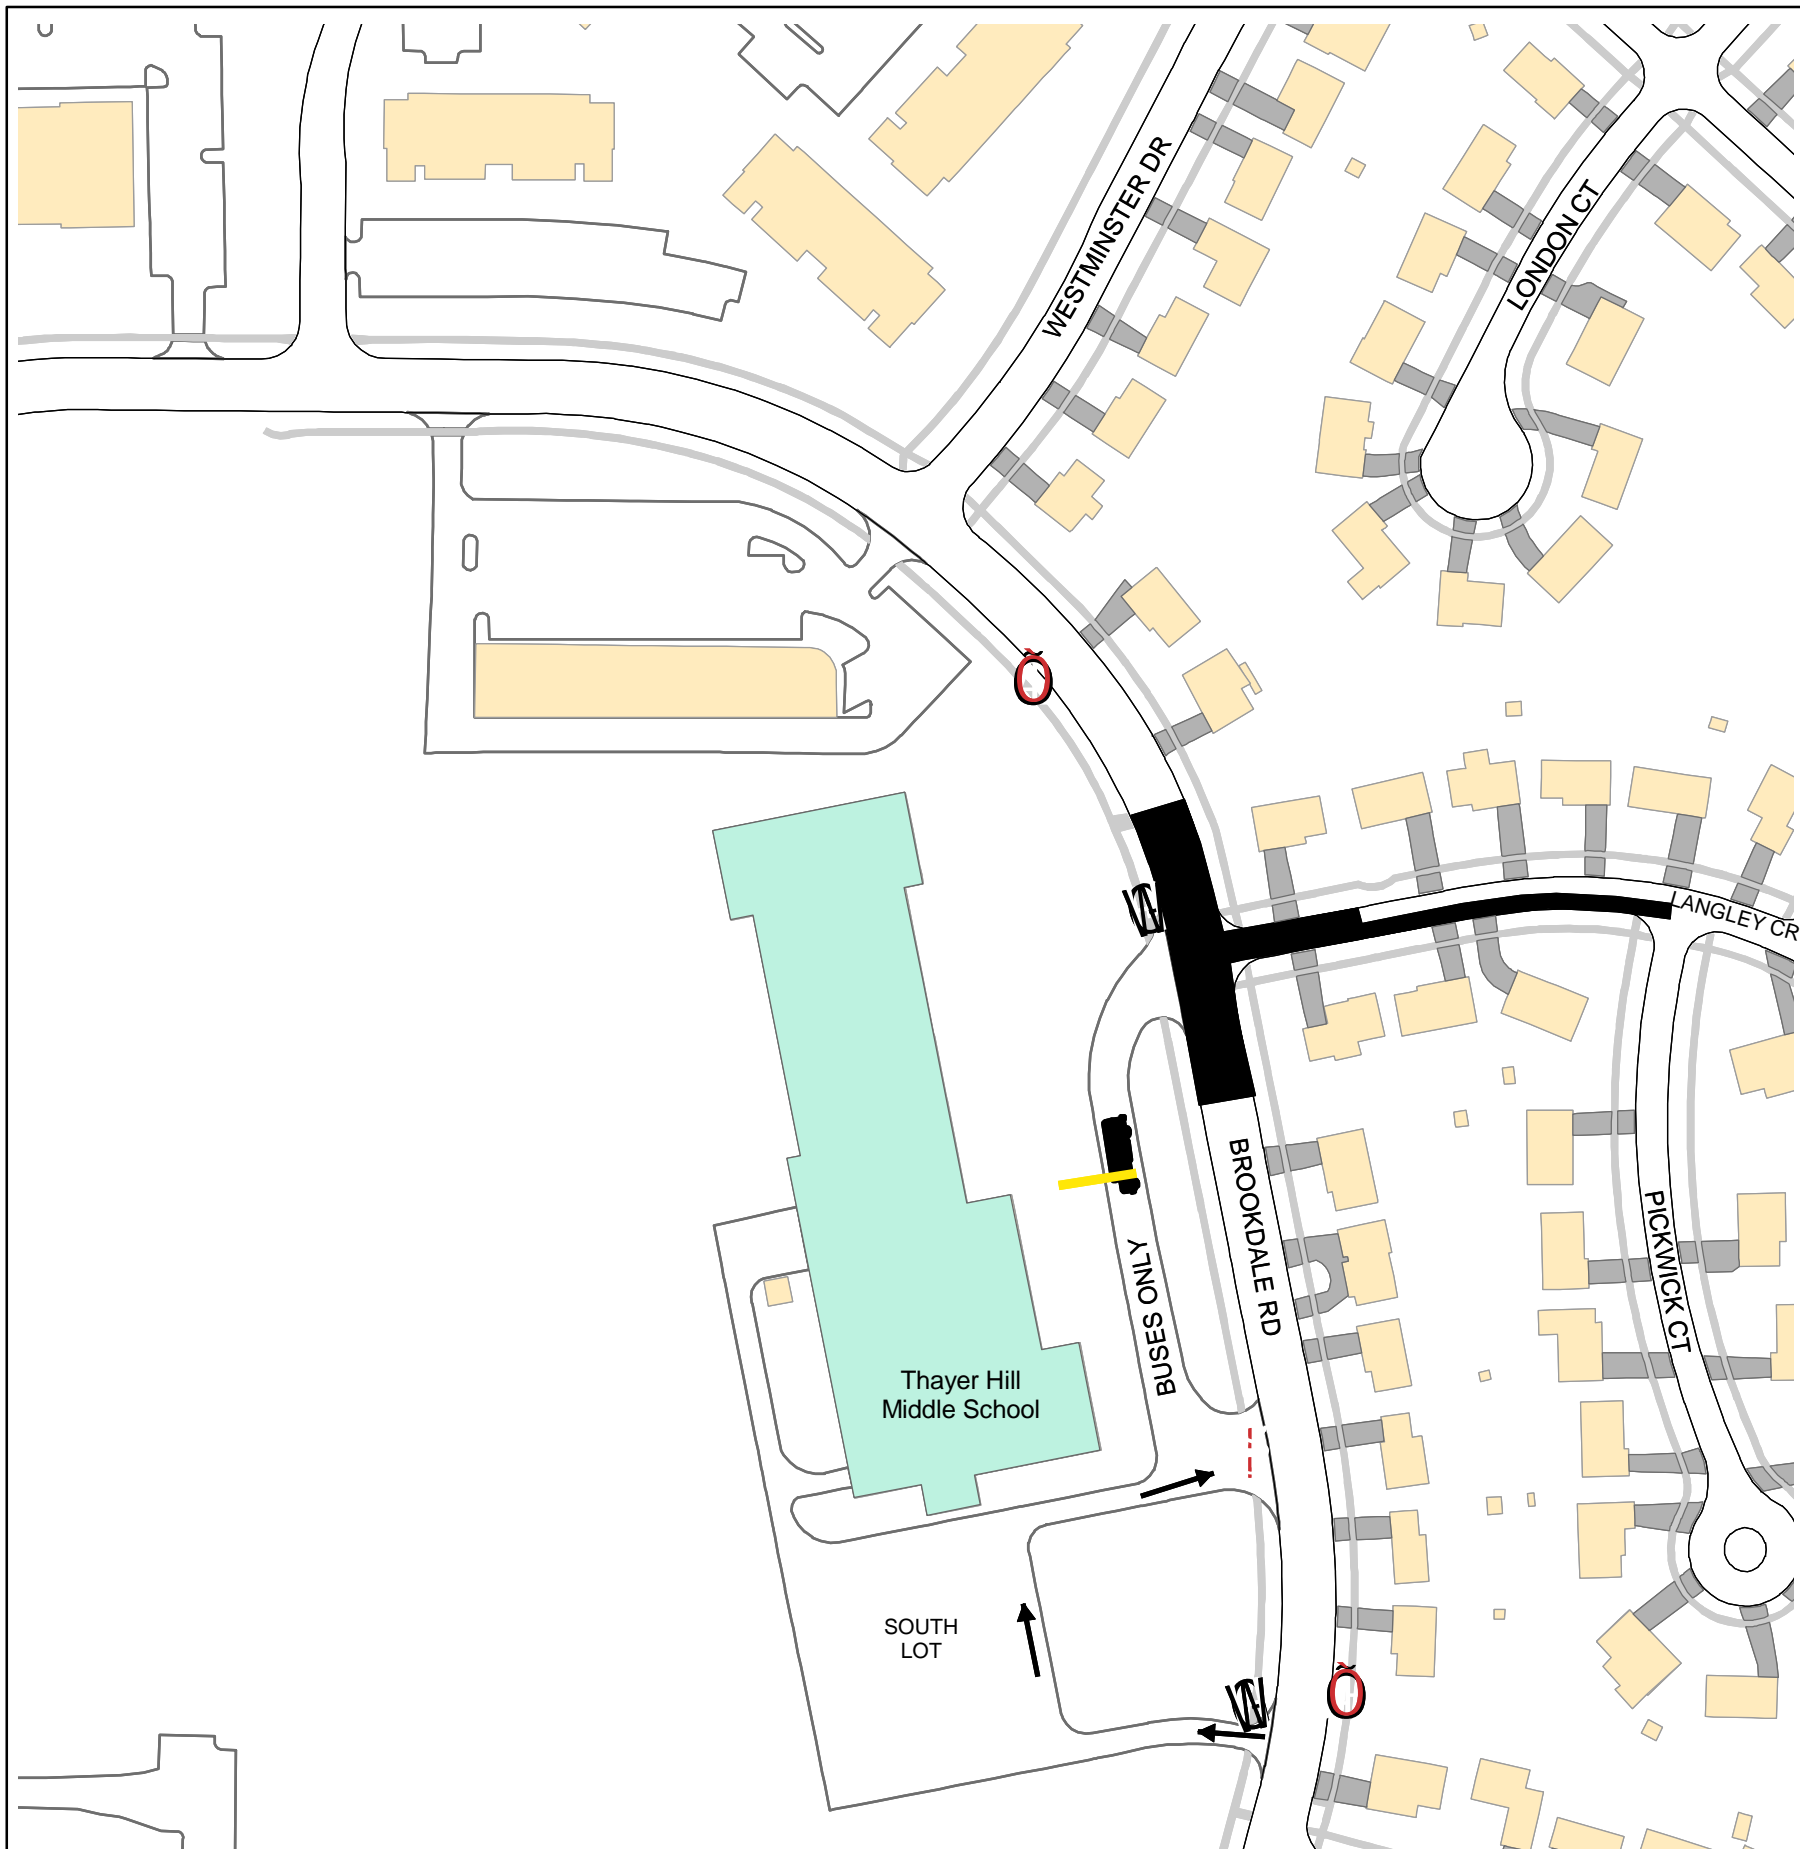 WESTMINSTER DR
LONDON CT
LANGLEY CR
BROOKDALE RD
BUSES ONLY
PICKWICK CT
Thayer Hill
Middle School
SOUTH
LOT